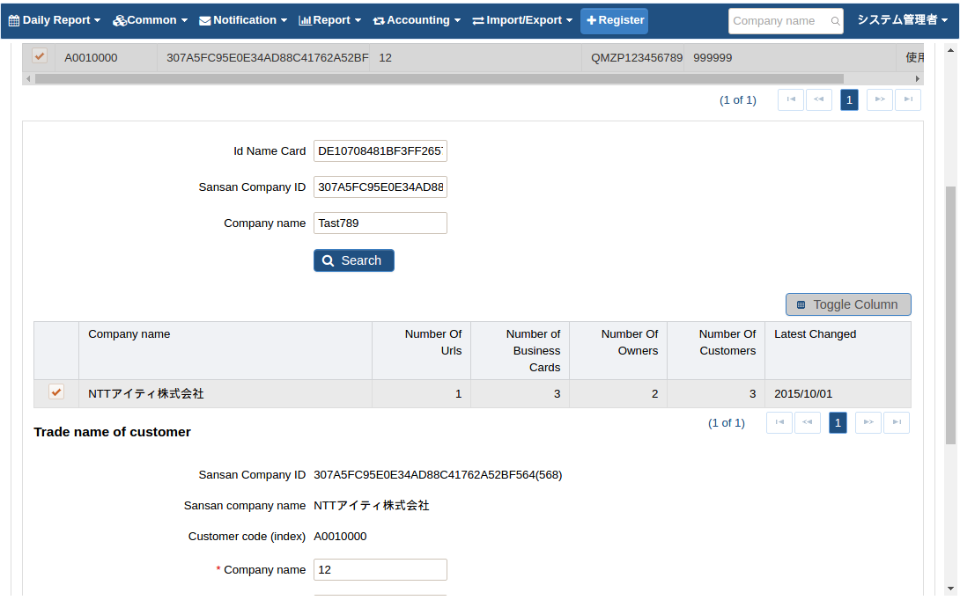 Daily Report Common Notification Report Accounting Import/Export Register Company name システム管理者
A0010000 307A5FC95E0E34AD88C41762A52BF 12 QMZP123456789 999999 使用
(1 of 1) 1
Id Name Card DE10708481BF3FF265
Sansan Company ID 307A5FC95E0E34AD88
Company name Tast789
Search
Toggle Column
Company name Number Of Urls Number of Business Cards Number Of Owners Number Of Customers Latest Changed
NTTアイティ株式会社 1 3 2 3 2015/10/01
(1 of 1) 1
Trade name of customer
Sansan Company ID 307A5FC95E0E34AD88C41762A52BF564(568)
Sansan company name NTTアイティ株式会社
Customer code (index) A0010000
* Company name 12